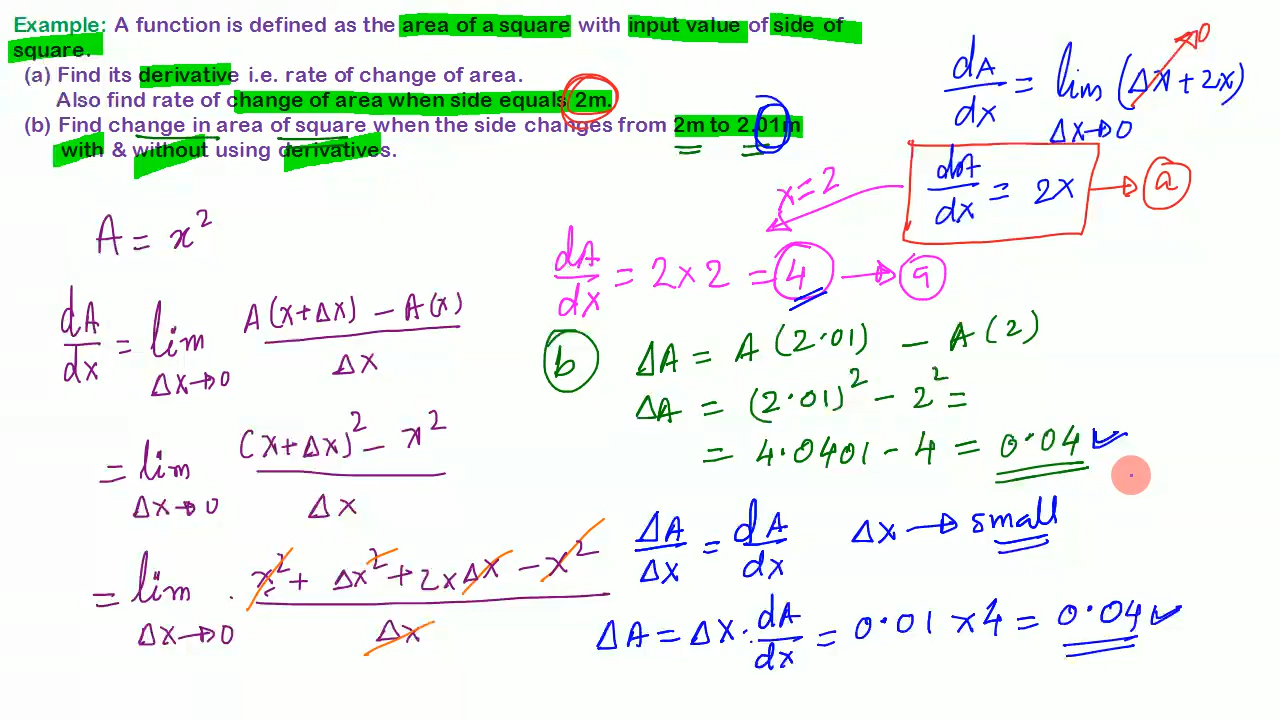 Example: A function is defined as the area of a square with input value of side of
square.
(a) Find its derivative i.e. rate of change of area.
Also find rate of change of area when side equals 2m.
(b) Find change in area of square when the side changes from 2m to 2.01m
with & without using derivatives.
A = x²
dA/dx = lim Δx→0 (A(x+Δx) − A(x))/Δx
= lim Δx→0 ((x+Δx)² − x²)/Δx
= lim Δx→0 (x² + Δx² + 2xΔx − x²)/Δx
dA/dx = lim Δx→0 (Δx + 2x) 0
dA/dx = 2x → a
x=2
dA/dx = 2×2 = 4 → a
b
ΔA = A(2.01) − A(2)
ΔA = (2.01)² − 2² =
= 4.0401 − 4 = 0.04
ΔA/Δx = dA/dx Δx → small
ΔA = Δx · dA/dx = 0.01 × 4 = 0.04